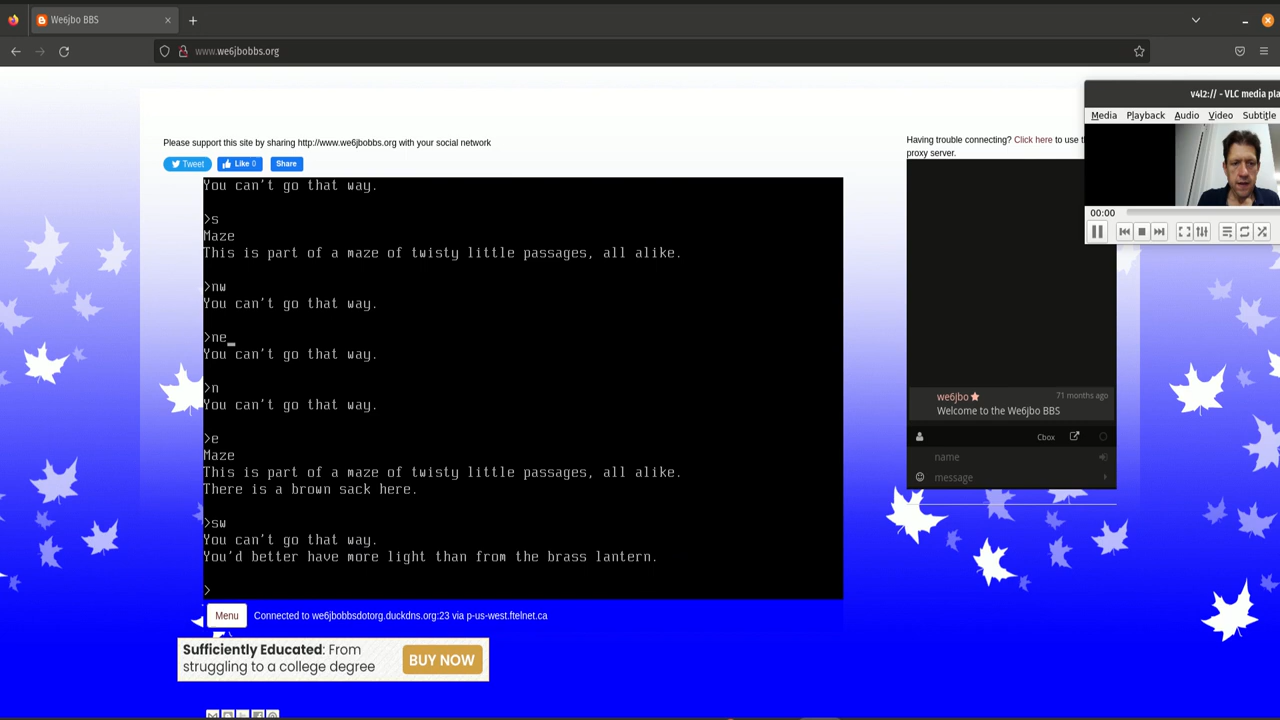 We6jbo BBS
www.we6jbobbs.org
Please support this site by sharing http://www.we6jbobbs.org with your social network
Tweet
Like 0
Share
You can't go that way.
>s
Maze
This is part of a maze of twisty little passages, all alike.
>nw
You can't go that way.
>ne_
You can't go that way.
>n
You can't go that way.
>e
Maze
This is part of a maze of twisty little passages, all alike.
There is a brown sack here.
>sw
You can't go that way.
You'd better have more light than from the brass lantern.
>
Menu
Connected to we6jbobbsdotorg.duckdns.org:23 via p-us-west.ftelnet.ca
Sufficiently Educated: From
struggling to a college degree
BUY NOW
Having trouble connecting? Click here to use t
proxy server.
v4l2:// - VLC media pla
Media Playback Audio Video Subtitle
00:00
we6jbo 71 months ago
Welcome to the We6jbo BBS
Cbox
name
message